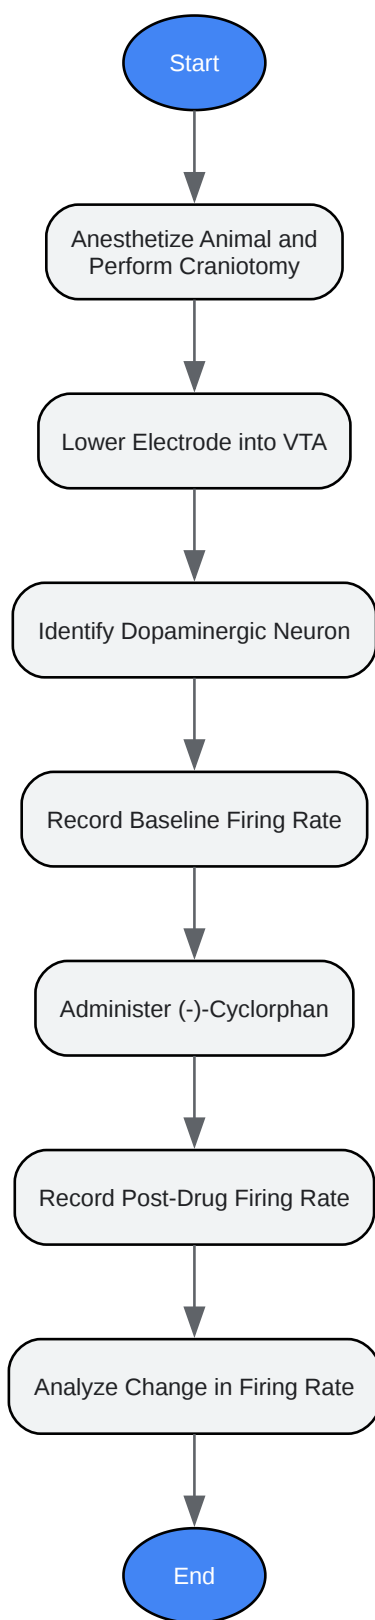 Start
Anesthetize Animal and
Perform Craniotomy
Lower Electrode into VTA
Identify Dopaminergic Neuron
Record Baseline Firing Rate
Administer (-)-Cyclorphan
Record Post-Drug Firing Rate
Analyze Change in Firing Rate
End